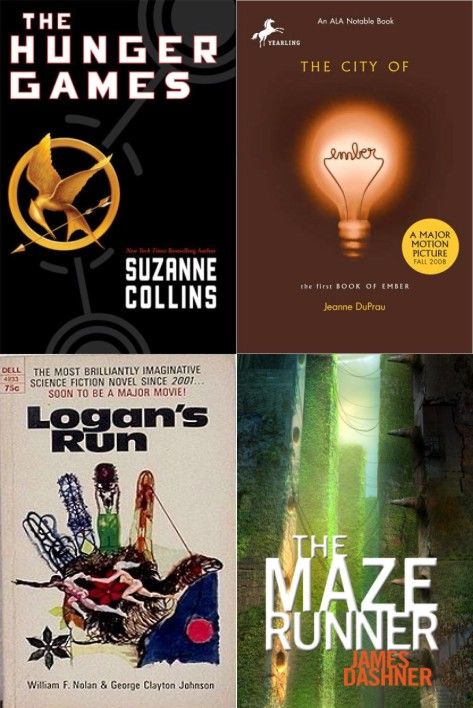 THE
HUNGER
GAMES
New York Times Bestselling Author
SUZANNE
COLLINS
An ALA Notable Book
YEARLING
THE CITY OF
ember
A MAJOR
MOTION
PICTURE
FALL 2008
the first BOOK OF EMBER
Jeanne DuPrau
DELL
4933
75c
THE MOST BRILLIANTLY IMAGINATIVE
SCIENCE FICTION NOVEL SINCE 2001...
SOON TO BE A MAJOR MOVIE!
Logan's
Run
William F. Nolan & George Clayton Johnson
THE
MAZE
RUNNER
JAMES
DASHNER